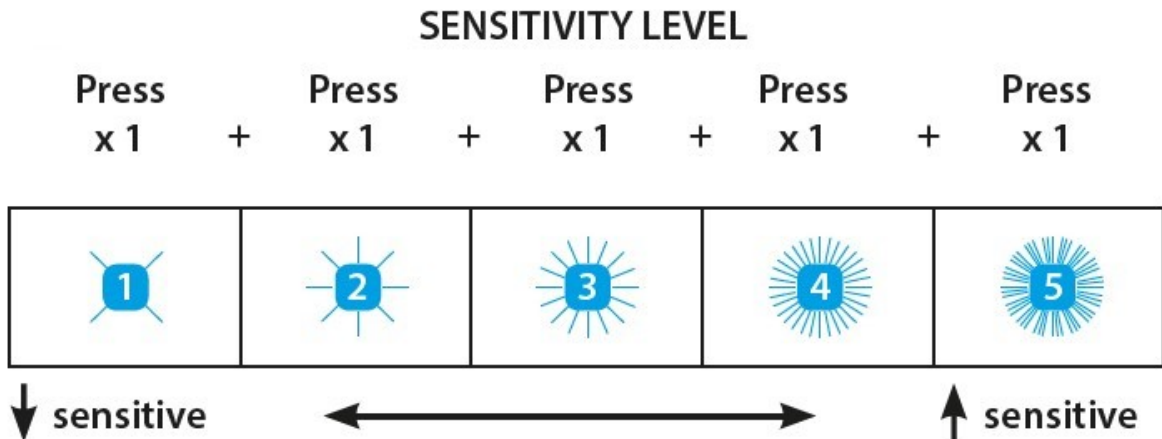 SENSITIVITY LEVEL
Press Press Press Press Press
x 1 + x 1 + x 1 + x 1 + x 1
1 2 3 4 5
↓ sensitive ↔ ↑ sensitive